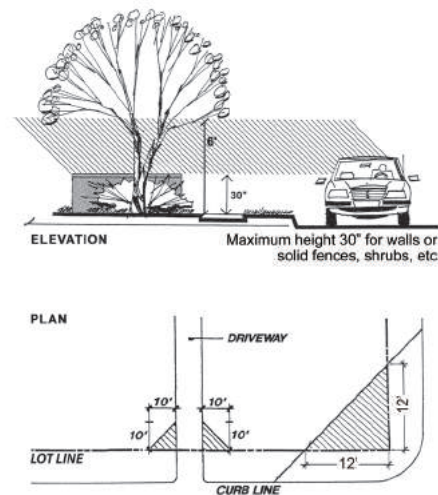 6'
30"
ELEVATION
Maximum height 30" for walls or
solid fences, shrubs, etc
PLAN
DRIVEWAY
10' 10'
10' 10'
12'
LOT LINE
12'
CURB LINE